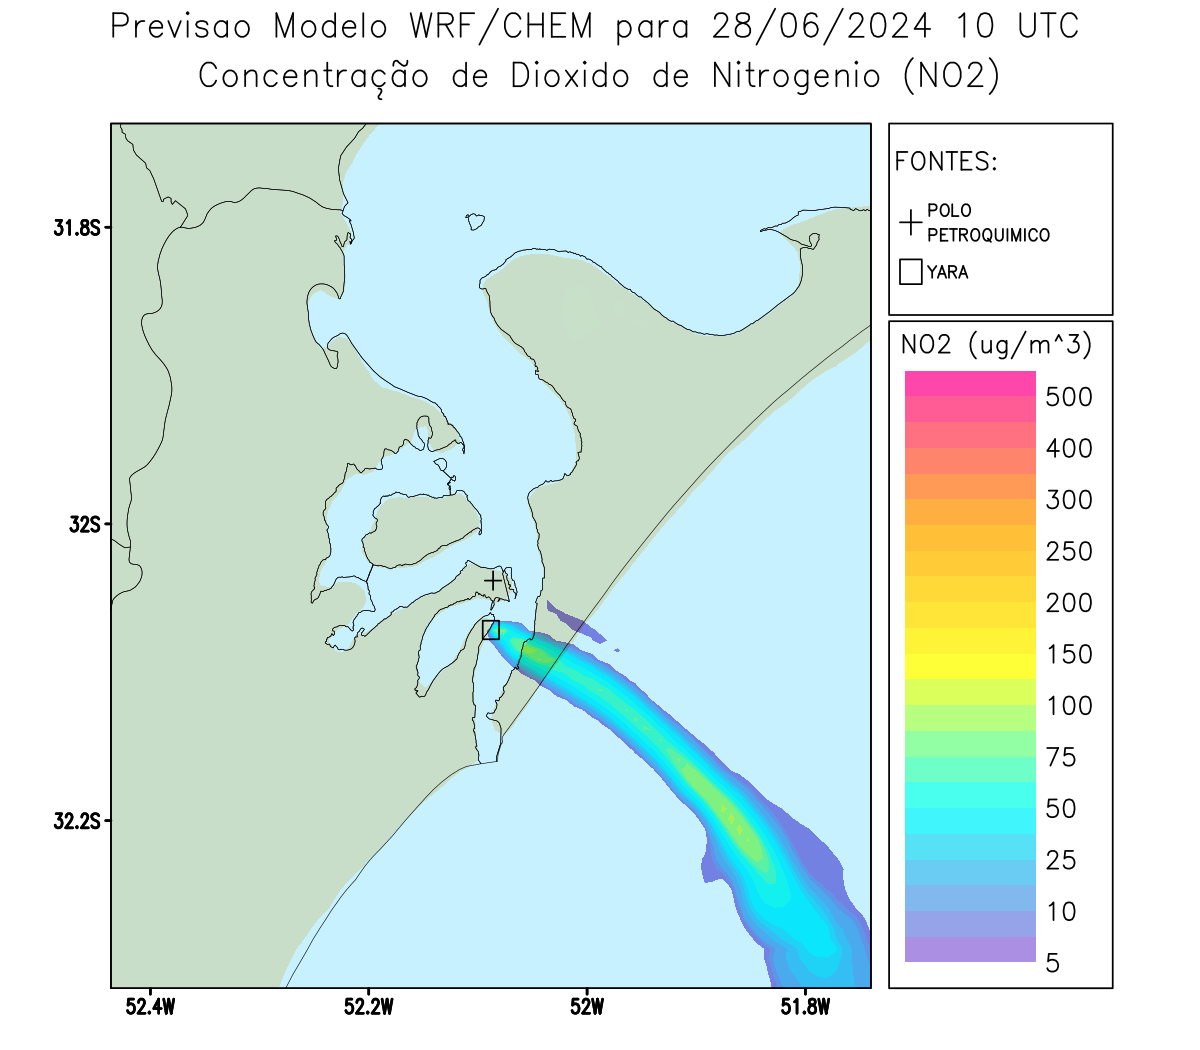 Previsao Modelo WRF/CHEM para 28/06/2024 10 UTC
Concentração de Dioxido de Nitrogenio (NO2)
FONTES:
POLO
PETROQUIMICO
YARA
NO2 (ug/m^3)
500
400
300
250
200
150
100
75
50
25
10
5
31.8S
32S
32.2S
52.4W
52.2W
52W
51.8W